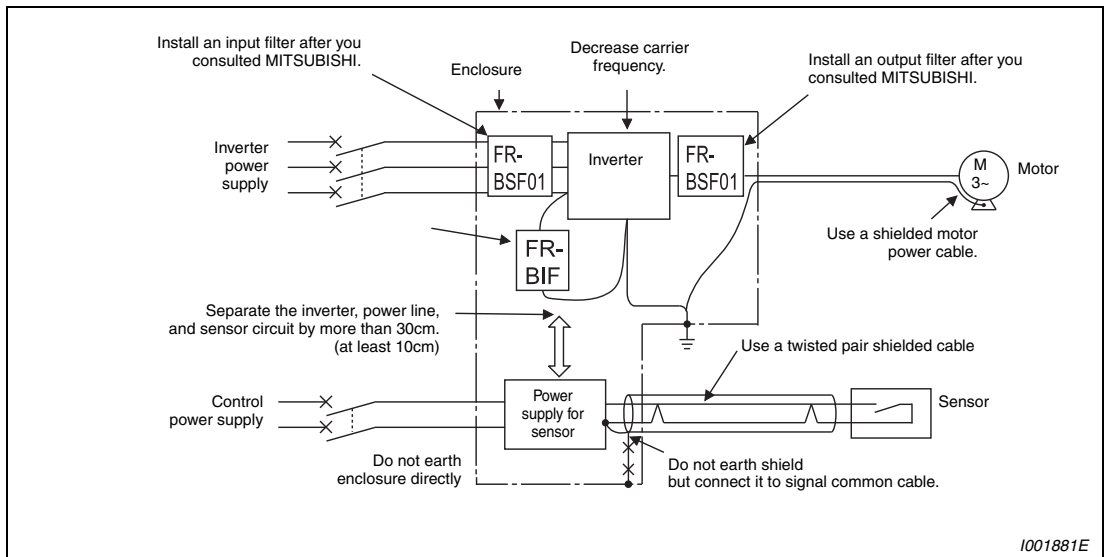 Install an input filter after you
consulted MITSUBISHI.
Enclosure
Decrease carrier
frequency.
Install an output filter after you
consulted MITSUBISHI.
Inverter
power
supply
FR-
BSF01
Inverter
FR-
BSF01
M
3~
Motor
FR-
BIF
Use a shielded motor
power cable.
Separate the inverter, power line,
and sensor circuit by more than 30cm.
(at least 10cm)
Use a twisted pair shielded cable
Control
power supply
Power
supply for
sensor
Sensor
Do not earth
enclosure directly
Do not earth shield
but connect it to signal common cable.
I001881E